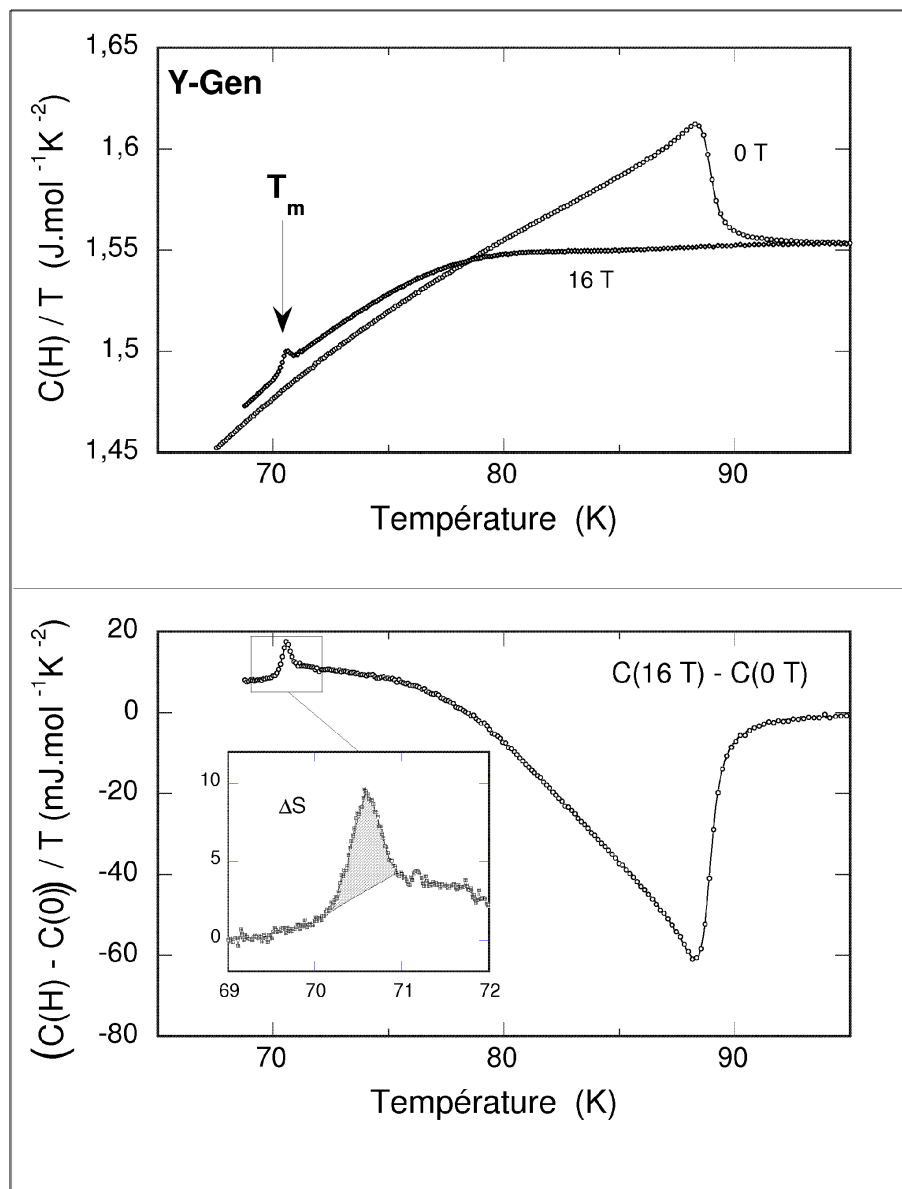 1,65
Y-Gen
1,6
0 T
T_m
1,55
16 T
1,5
1,45
70 80 90
C(H) / T (J.mol -1 K -2)
Température (K)
20
C(16 T) - C(0 T)
0
10
ΔS
-20
5
-40
0
-60
69 70 71 72
-80
70 80 90
(C(H) - C(0)) / T (mJ.mol -1 K -2)
Température (K)